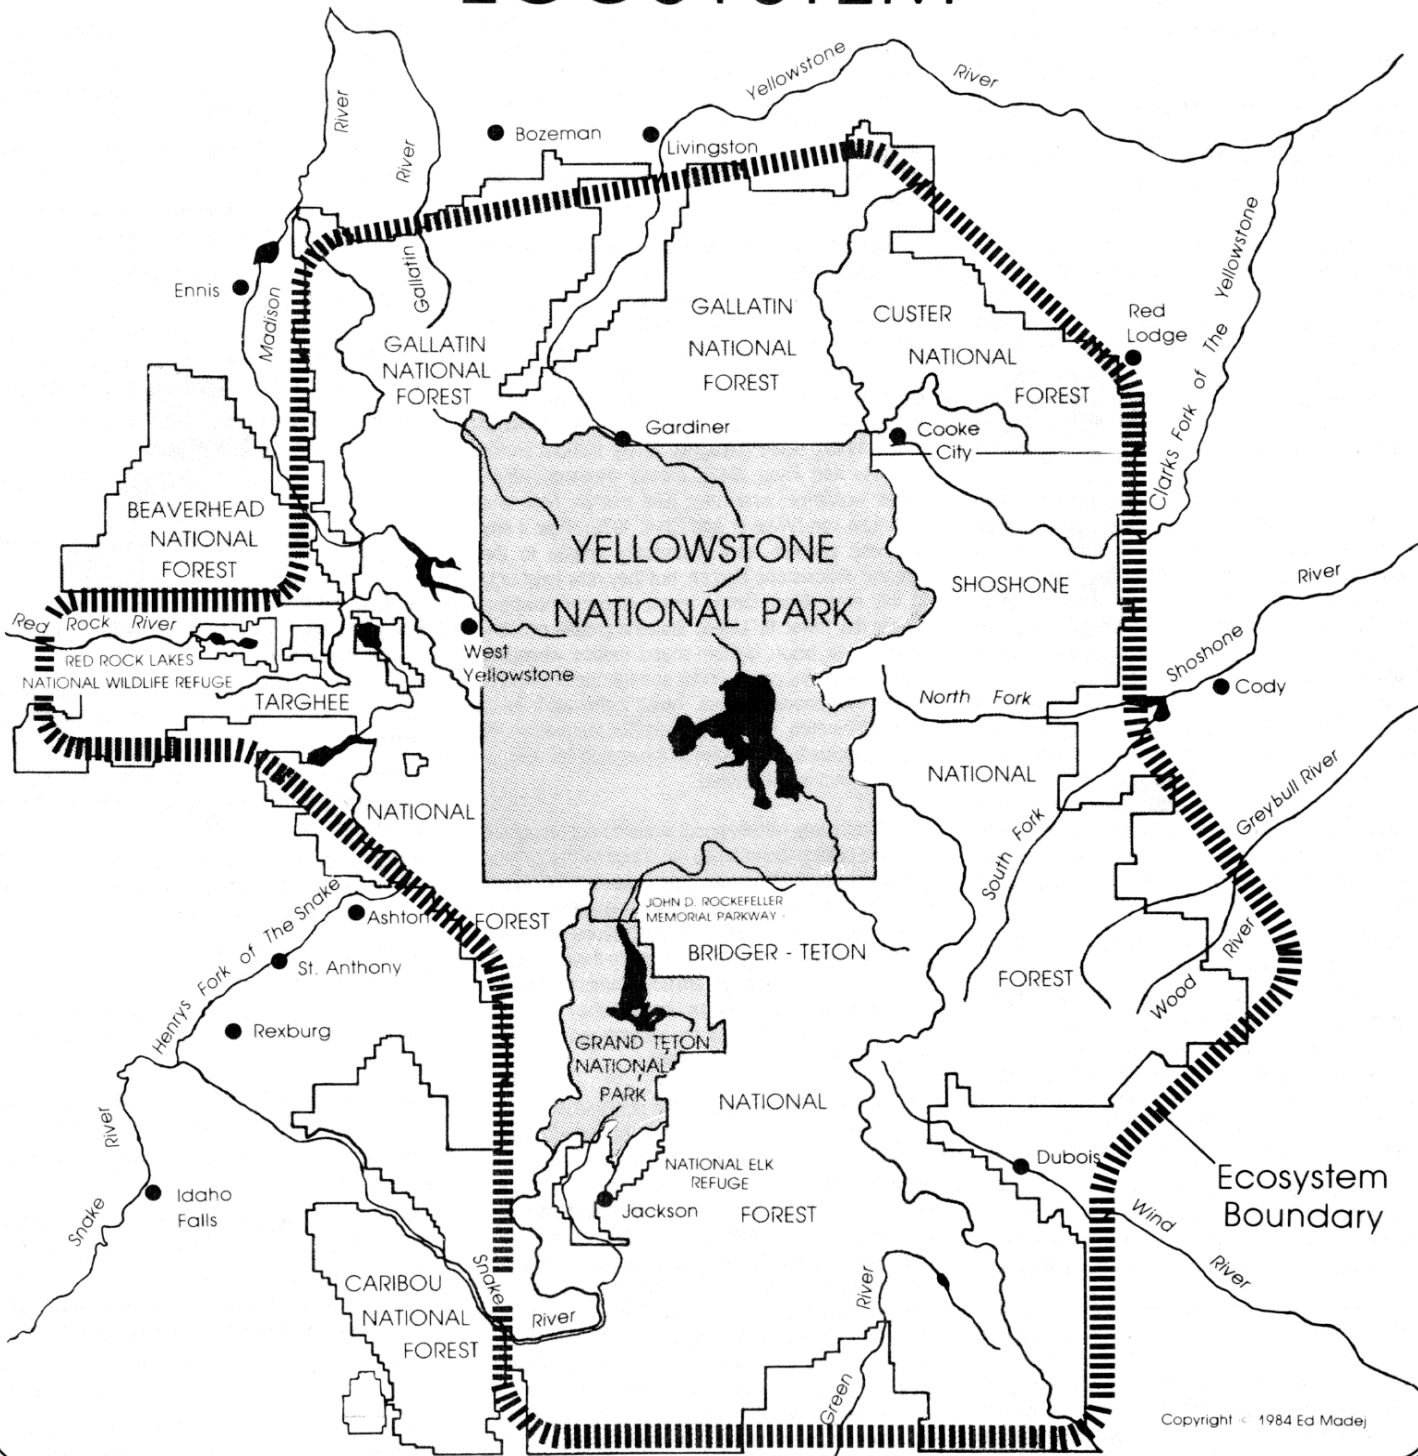 ECOSYSTEM
Yellowstone
River
River
River
Bozeman
Livingston
Gallatin
Ennis
Madison
GALLATIN
NATIONAL
FOREST
GALLATIN
NATIONAL
FOREST
CUSTER
NATIONAL
FOREST
Red
Lodge
Clarks Fork of The Yellowstone
Gardiner
Cooke
City
BEAVERHEAD
NATIONAL
FOREST
YELLOWSTONE
NATIONAL PARK
SHOSHONE
River
Shoshone
Red Rock River
RED ROCK LAKES
NATIONAL WILDLIFE REFUGE
West
Yellowstone
TARGHEE
North Fork
Cody
NATIONAL
NATIONAL
South Fork
Greybull River
Henrys Fork of The Snake
Ashton
FOREST
JOHN D. ROCKEFELLER
MEMORIAL PARKWAY
BRIDGER - TETON
St. Anthony
FOREST
Wood River
Rexburg
GRAND TETON
NATIONAL
PARK
NATIONAL
Snake River
Idaho
Falls
NATIONAL ELK
REFUGE
Jackson
FOREST
Dubois
Ecosystem
Boundary
Wind River
CARIBOU
NATIONAL
FOREST
Snake River
Green River
Copyright © 1984 Ed Madej